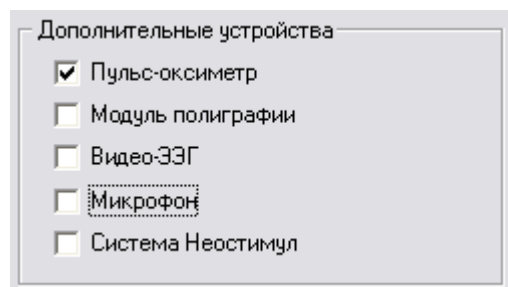 Дополнительные устройства
Пульс-оксиметр
Модуль полиграфии
Видео-ЭЭГ
Микрофон
Система Неостимул